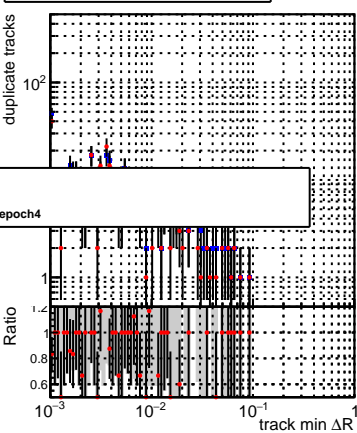 duplicate tracks
10²
epoch4
1
Ratio
1.2
1
0.8
0.6
10⁻³
10⁻²
10⁻¹
1
track min ΔR